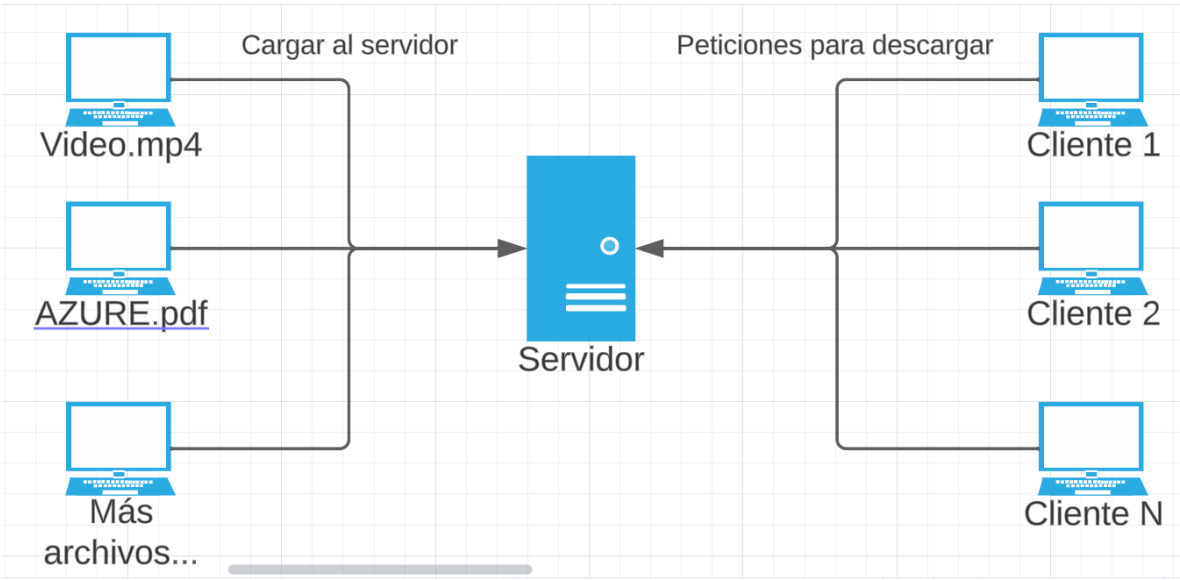 Cargar al servidor
Peticiones para descargar
Video.mp4
Cliente 1
AZURE.pdf
Cliente 2
Servidor
Más
archivos...
Cliente N